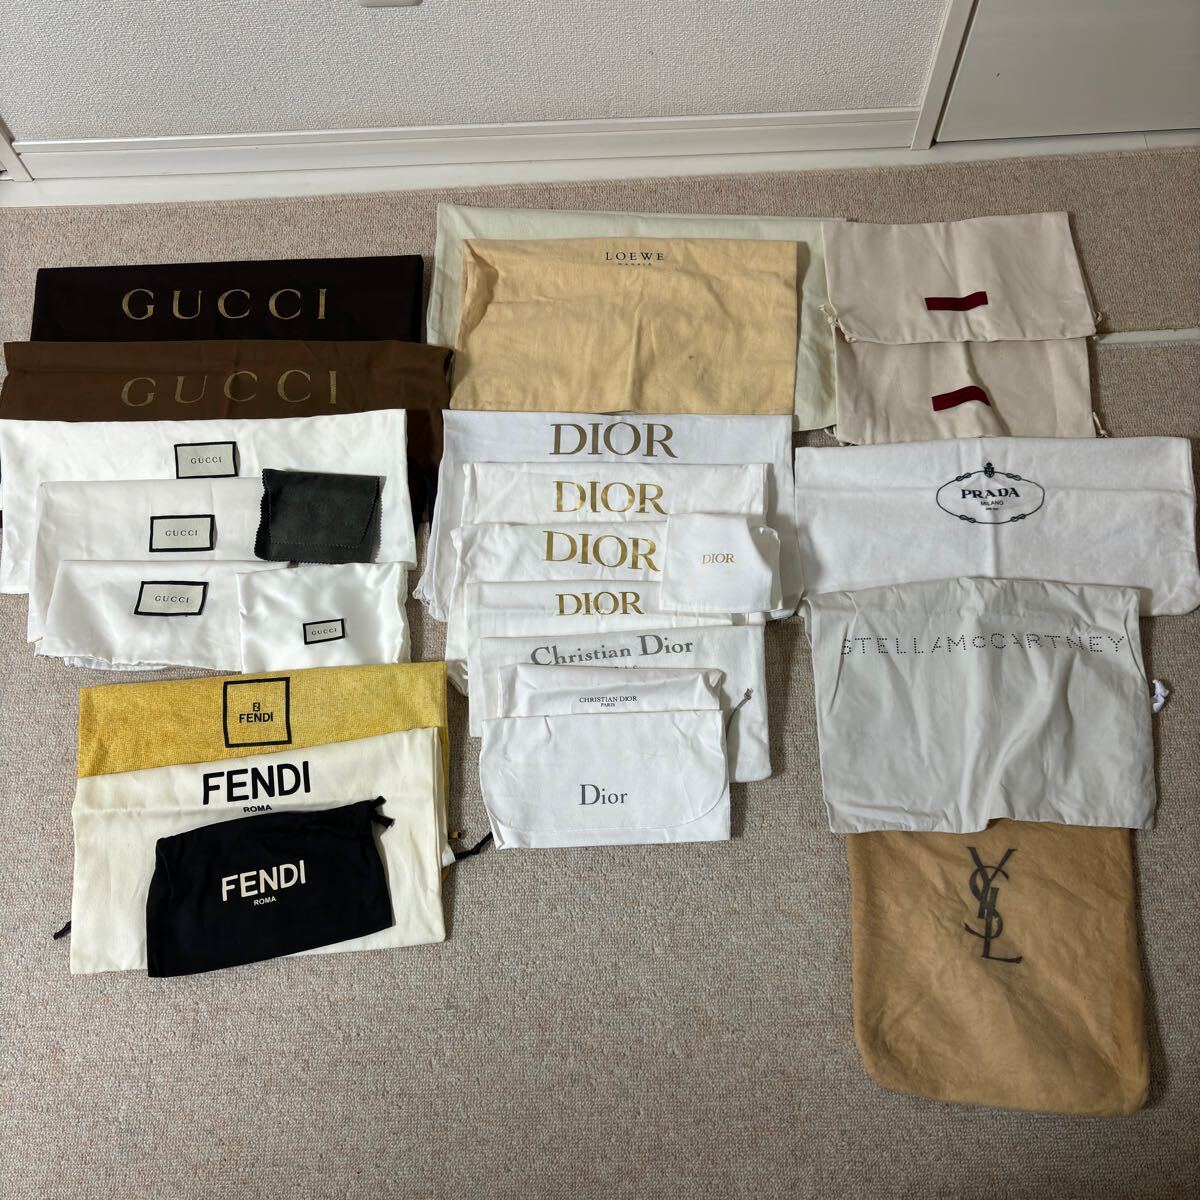 GUCCI
GUCCI
GUCCI
GUCCI
GUCCI
GUCCI
FENDI
FENDI
ROMA
FENDI
ROMA
LOEWE
DIOR
DIOR
DIOR
DIOR
DIOR
Christian Dior
CHRISTIAN DIOR
PARIS
Dior
PRADA
MILANO
STELLAMCCARTNEY
YSL